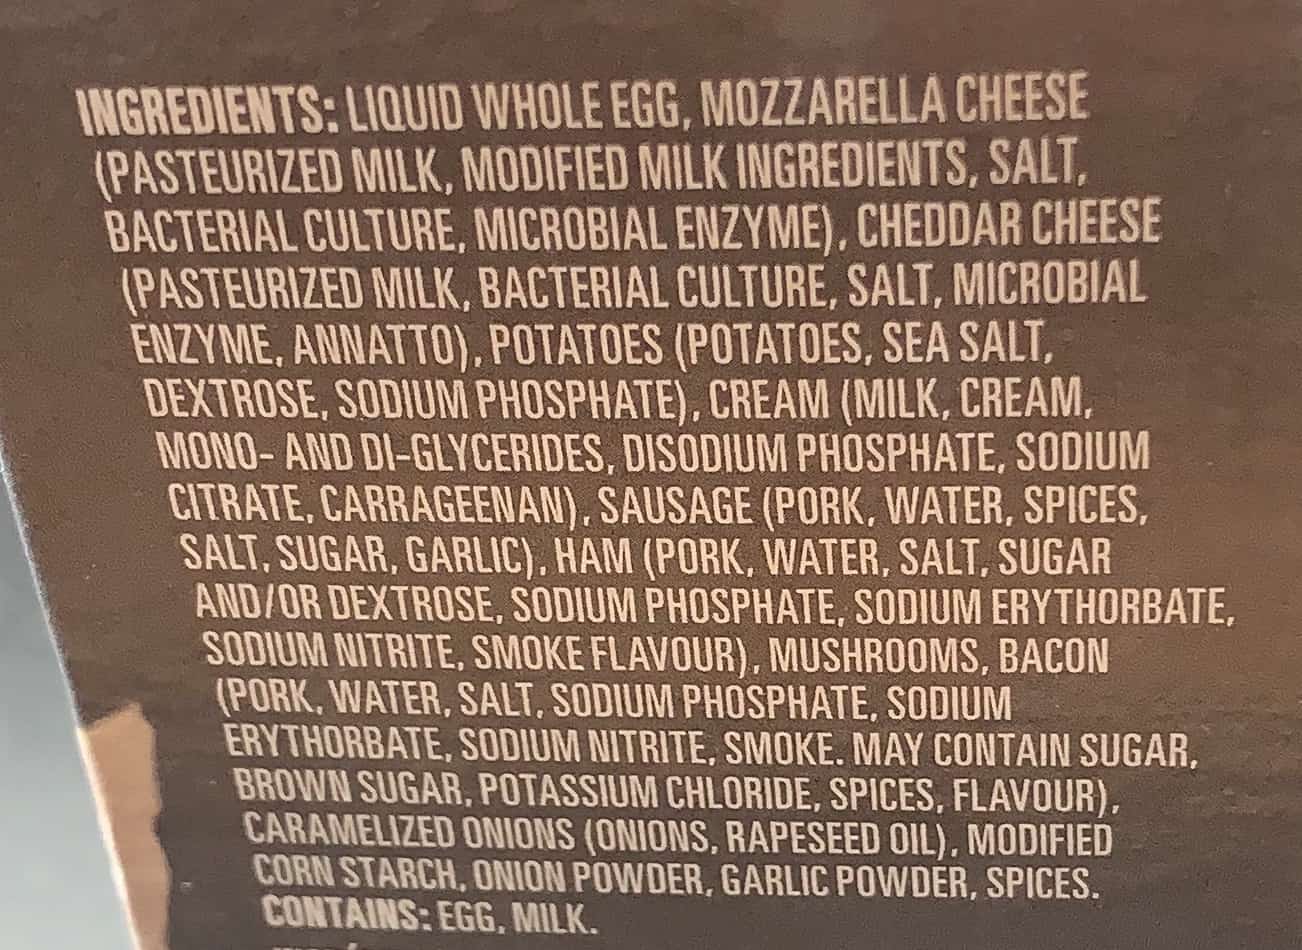 INGREDIENTS: LIQUID WHOLE EGG, MOZZARELLA CHEESE
(PASTEURIZED MILK, MODIFIED MILK INGREDIENTS, SALT,
BACTERIAL CULTURE, MICROBIAL ENZYME), CHEDDAR CHEESE
(PASTEURIZED MILK, BACTERIAL CULTURE, SALT, MICROBIAL
ENZYME, ANNATTO), POTATOES (POTATOES, SEA SALT,
DEXTROSE, SODIUM PHOSPHATE), CREAM (MILK, CREAM,
MONO- AND DI-GLYCERIDES, DISODIUM PHOSPHATE, SODIUM
CITRATE, CARRAGEENAN), SAUSAGE (PORK, WATER, SPICES,
SALT, SUGAR, GARLIC), HAM (PORK, WATER, SALT, SUGAR
AND/OR DEXTROSE, SODIUM PHOSPHATE, SODIUM ERYTHORBATE,
SODIUM NITRITE, SMOKE FLAVOUR), MUSHROOMS, BACON
(PORK, WATER, SALT, SODIUM PHOSPHATE, SODIUM
ERYTHORBATE, SODIUM NITRITE, SMOKE. MAY CONTAIN SUGAR,
BROWN SUGAR, POTASSIUM CHLORIDE, SPICES, FLAVOUR),
CARAMELIZED ONIONS (ONIONS, RAPESEED OIL), MODIFIED
CORN STARCH, ONION POWDER, GARLIC POWDER, SPICES.
CONTAINS: EGG, MILK.